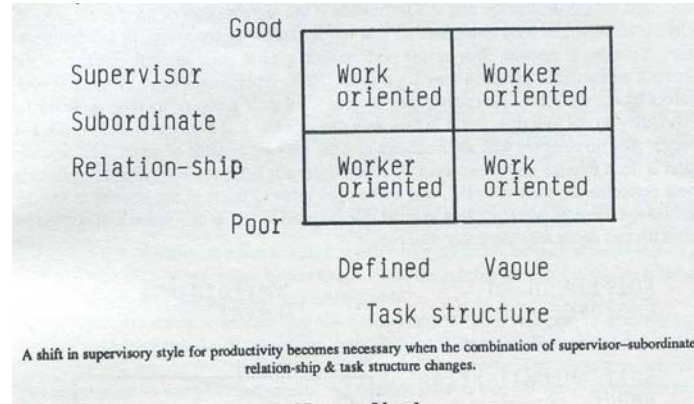 Good
Supervisor
Subordinate
Relation-ship
Poor
Work
oriented
Worker
oriented
Worker
oriented
Work
oriented
Defined Vague
Task structure
A shift in supervisory style for productivity becomes necessary when the combination of supervisor–subordinate
relation-ship & task structure changes.